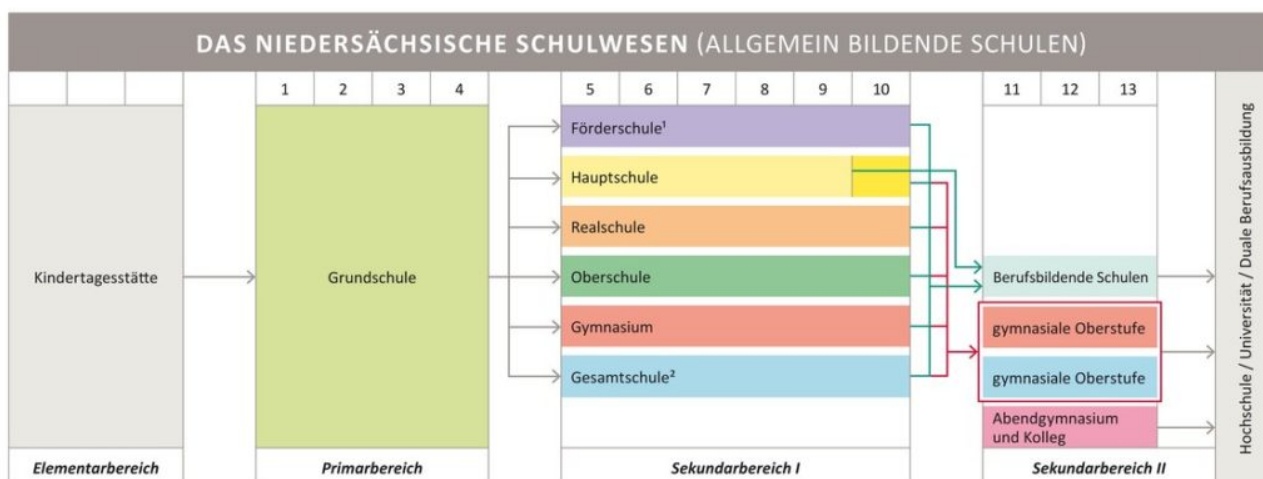 DAS NIEDERSÄCHSISCHE SCHULWESEN (ALLGEMEIN BILDENDE SCHULEN)
1 2 3 4 5 6 7 8 9 10 11 12 13
Kindertagesstätte
Grundschule
Förderschule¹
Hauptschule
Realschule
Oberschule
Gymnasium
Gesamtschule²
Berufsbildende Schulen
gymnasiale Oberstufe
gymnasiale Oberstufe
Abendgymnasium
und Kolleg
Hochschule / Universität / Duale Berufsausbildung
Elementarbereich Primarbereich Sekundarbereich I Sekundarbereich II